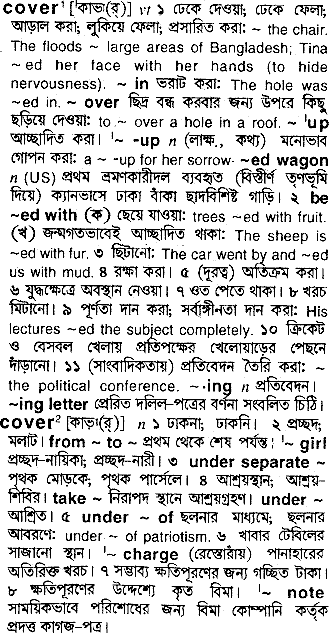 cover¹ [কাভা(র্)] vt ১ ঢেকে দেওয়া; ঢেকে ফেলা;
আড়াল করা; লুকিয়ে ফেলা; প্রসারিত করা: ~ the chair.
The floods ~ large areas of Bangladesh; Tina
~ed her face with her hands (to hide
nervousness). ~ in ভরাট করা: The hole was
~ed in. ~ over ছিদ্র বন্ধ করবার জন্য উপরে কিছু
ছড়িয়ে দেওয়া: to ~ over a hole in a roof. ~ ˈup
আচ্ছাদিত করা। ˈ~ -up n (লাক্ষ., কথ্য) মনোভাব
গোপন করা: a ~ -up for her sorrow. ~ed wagon
n (US) প্রথম ভ্রমণকারীদল ব্যবহৃত (বিস্তীর্ণ তৃণভূমি
দিয়ে) ক্যানভাসে ঢাকা বাঁকা ছাদবিশিষ্ট গাড়ি। ২ be
~ed with (ক) ছেয়ে যাওয়া: trees ~ed with fruit.
(খ) জন্মগতভাবেই আচ্ছাদিত থাকা: The sheep is
~ed with fur. ৩ ছিটানো: The car went by and ~ed
us with mud. ৪ রক্ষা করা। ৫ (দূরত্ব) অতিক্রম করা।
৬ যুদ্ধক্ষেত্রে অবস্থান নেওয়া। ৭ ওত পেতে থাকা। ৮ খরচ
মিটানো। ৯ পূর্ণতা দান করা; সর্বাঙ্গীনতা দান করা: His
lectures ~ed the subject completely. ১০ ক্রিকেট
ও বেসবল খেলায় প্রতিপক্ষের খেলোয়াড়ের পেছনে
দাঁড়ানো। ১১ (সাংবাদিকতায়) প্রতিবেদন তৈরি করা: ~
the political conference. ~·ing n প্রতিবেদন।
~ing letter প্রেরিত দলিল-পত্রের বর্ণনা সংবলিত চিঠি।
cover² [কাভ়া(র্)] n ১ ঢাকনা; ঢাকনি। ২ প্রচ্ছদ;
মলাট। from ~ to ~ প্রথম থেকে শেষ পর্যন্ত; ˈ~ girl
প্রচ্ছদ-নায়িকা; প্রচ্ছদ-নারী। ৩ under separate ~
পৃথক মোড়কে; পৃথক পার্সেলে। ৪ আশ্রয়স্থান; আশ্রয়-
শিবির। take ~ নিরাপদ স্থানে আশ্রয়গ্রহণ। under ~
আশ্রিত। ৫ under ~ of ছলনার মাধ্যমে; ছলনার
আবরণে: under ~ of patriotism. ৬ খাবার টেবিলের
সাজানো স্থান। ˈ~ charge (রেস্তোরাঁয়) পানাহারের
অতিরিক্ত খরচ। ৭ সম্ভাব্য ক্ষতিপূরণের জন্য গচ্ছিত টাকা।
৮ ক্ষতিপূরণের উদ্দেশ্যে কৃত বিমা। ˈ~ note
সাময়িকভাবে পরিশোধের জন্য বিমা কোম্পানি কর্তৃক
প্রদত্ত কাগজ-পত্র।